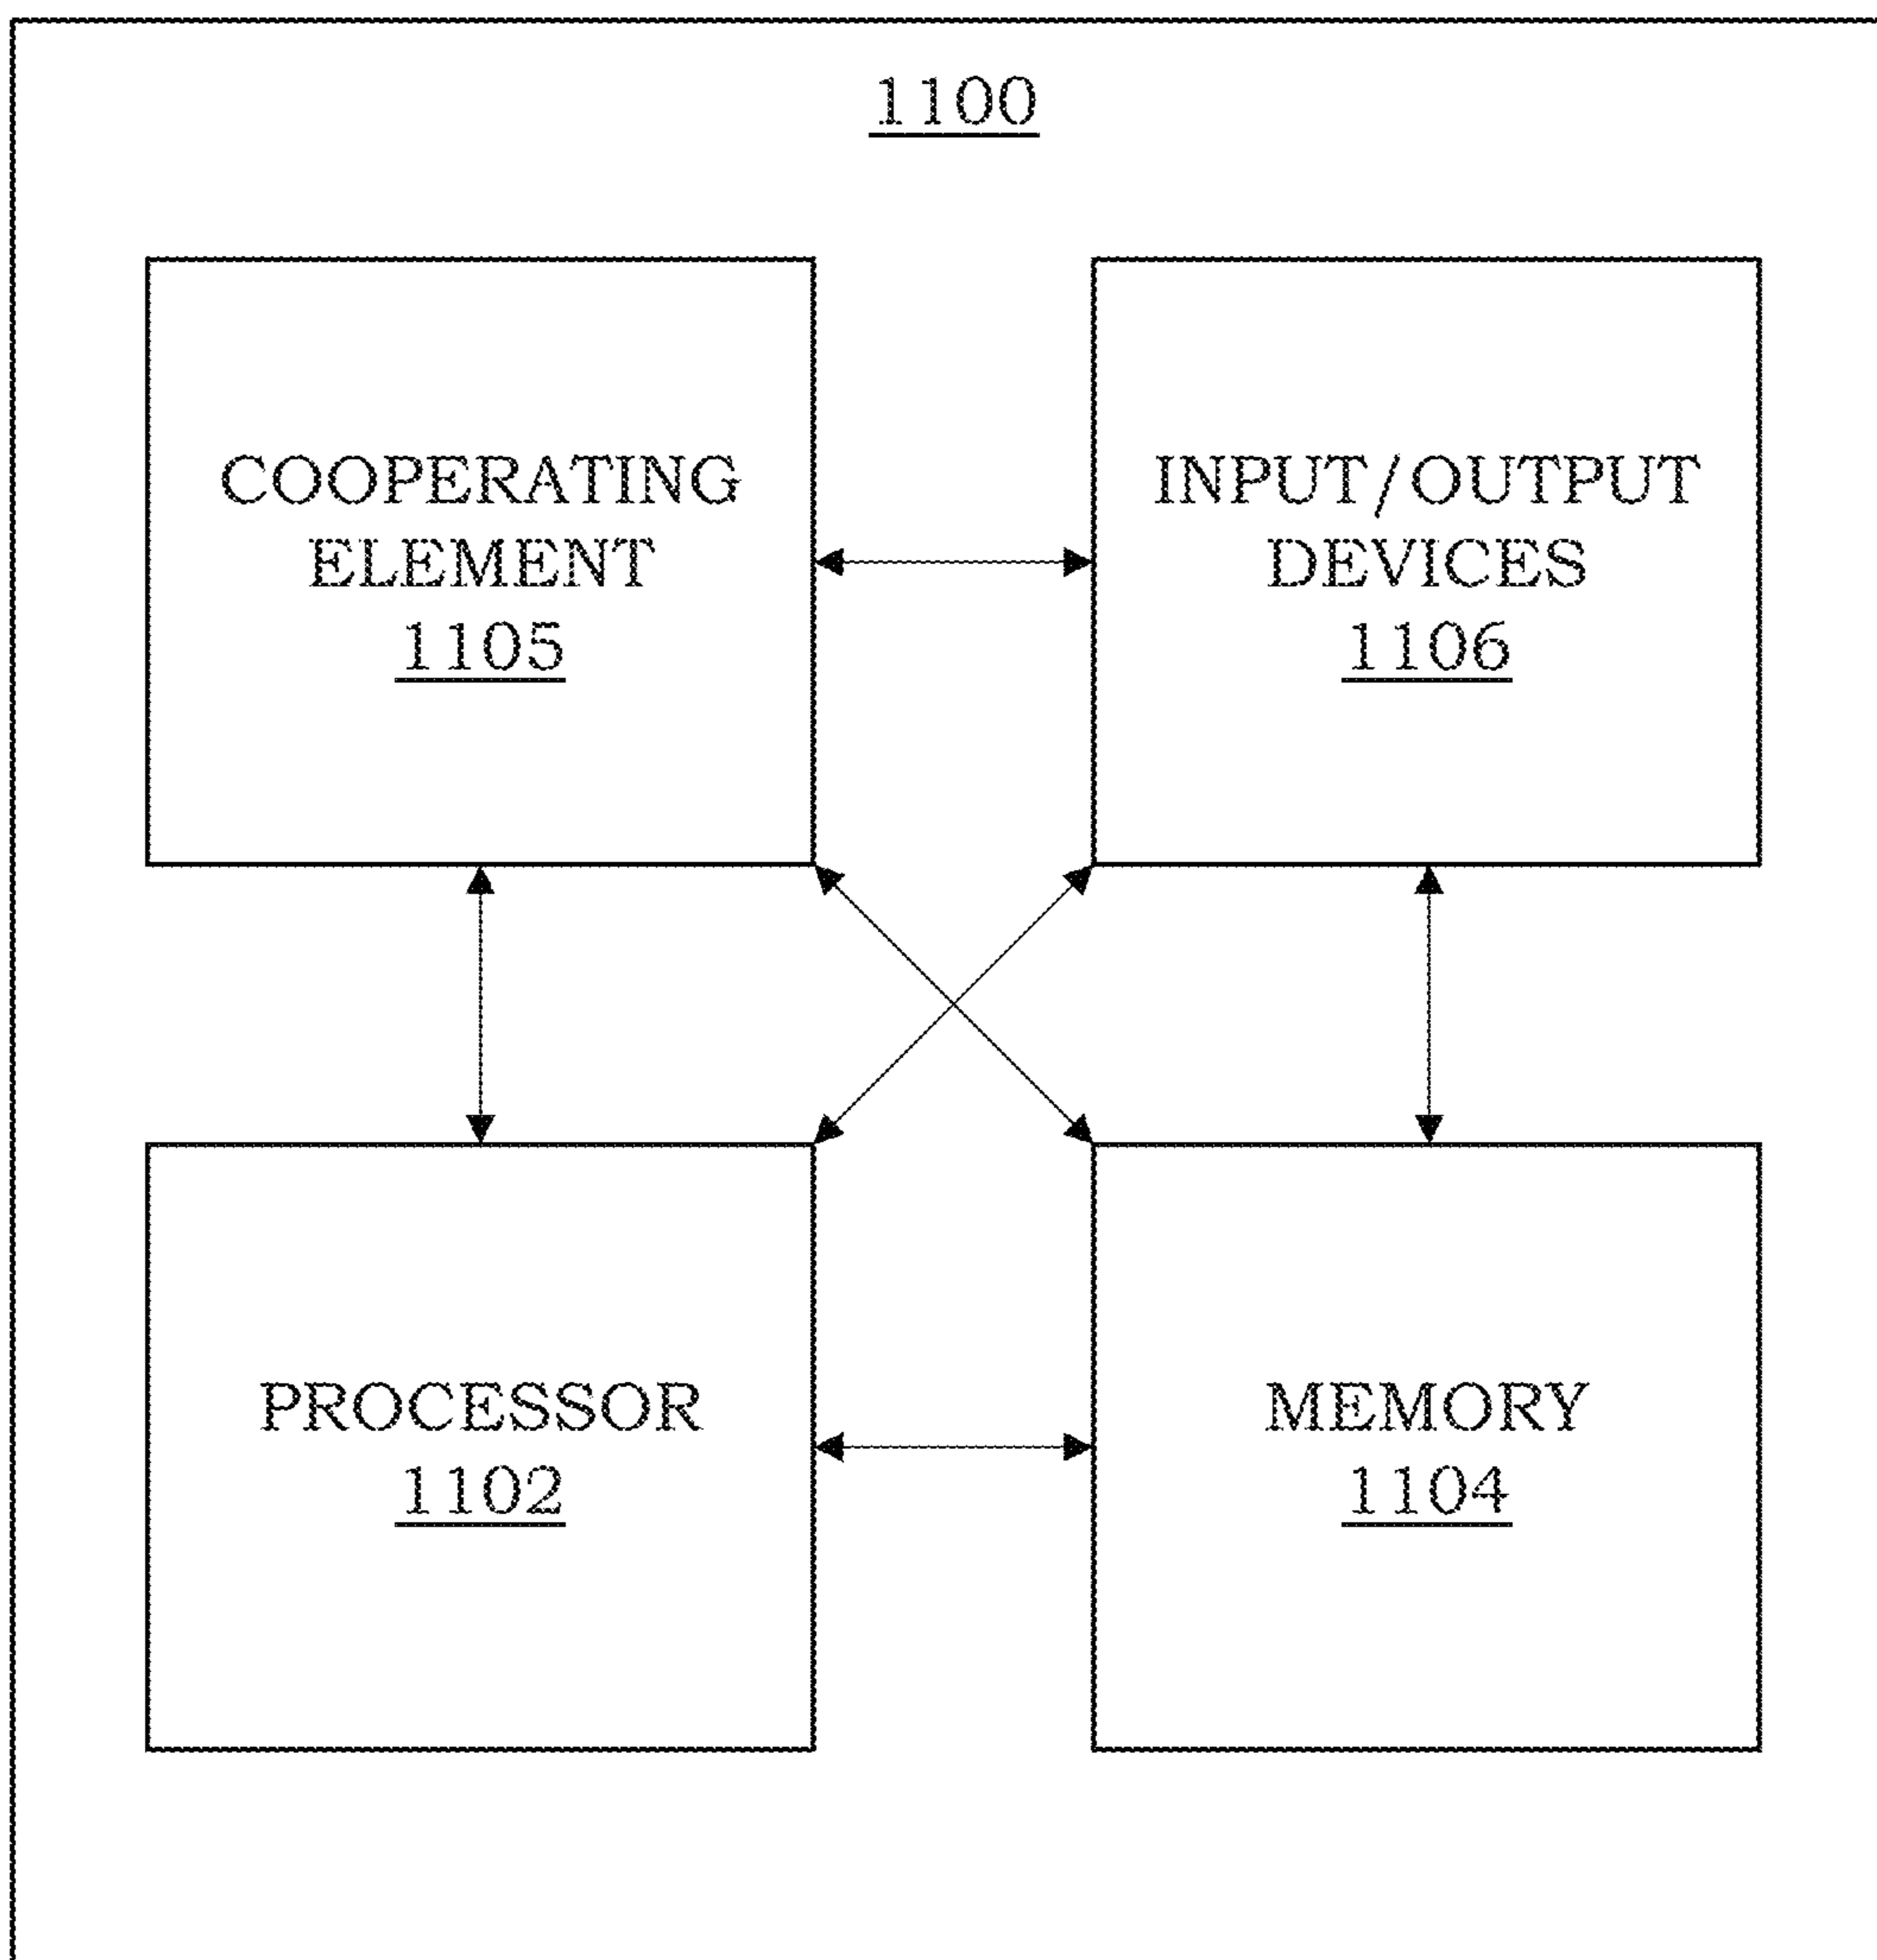 1100
COOPERATING
ELEMENT
1105
INPUT/OUTPUT
DEVICES
1106
PROCESSOR
1102
MEMORY
1104